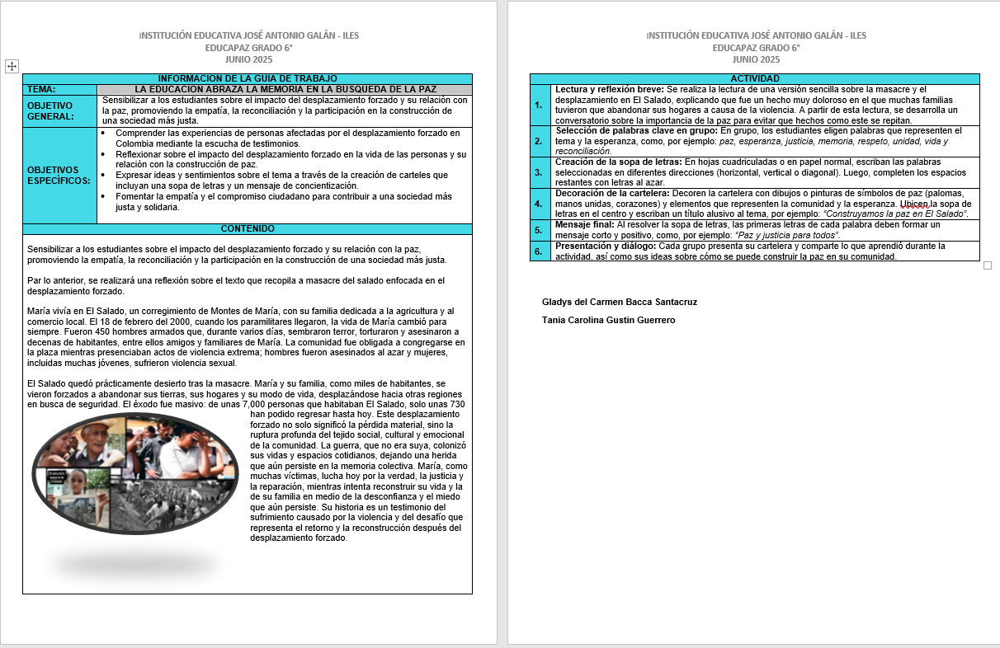 INSTITUCIÓN EDUCATIVA JOSÉ ANTONIO GALÁN - ILES
EDUCAPAZ GRADO 6°
JUNIO 2025
INFORMACION DE LA GUIA DE TRABAJO
TEMA: LA EDUCACION ABRAZA LA MEMORIA EN LA BUSQUEDA DE LA PAZ
OBJETIVO GENERAL:
Sensibilizar a los estudiantes sobre el impacto del desplazamiento forzado y su relación con
la paz, promoviendo la empatía, la reconciliación y la participación en la construcción de
una sociedad más justa.
OBJETIVOS
ESPECÍFICOS:
• Comprender las experiencias de personas afectadas por el desplazamiento forzado en
Colombia mediante la escucha de testimonios.
• Reflexionar sobre el impacto del desplazamiento forzado en la vida de las personas y su
relación con la construcción de paz.
• Expresar ideas y sentimientos sobre el tema a través de la creación de carteles que
incluyan una sopa de letras y un mensaje de concientización.
• Fomentar la empatía y el compromiso ciudadano para contribuir a una sociedad más
justa y solidaria.
CONTENIDO
Sensibilizar a los estudiantes sobre el impacto del desplazamiento forzado y su relación con la paz,
promoviendo la empatía, la reconciliación y la participación en la construcción de una sociedad más justa.
Par lo anterior, se realizará una reflexión sobre el texto que recopila a masacre del salado enfocada en el
desplazamiento forzado.
María vivía en El Salado, un corregimiento de Montes de María, con su familia dedicada a la agricultura y al
comercio local. El 18 de febrero del 2000, cuando los paramilitares llegaron, la vida de María cambió para
siempre. Fueron 450 hombres armados que, durante varios días, sembraron terror, torturaron y asesinaron a
decenas de habitantes, entre ellos amigos y familiares de María. La comunidad fue obligada a congregarse en
la plaza mientras presenciaban actos de violencia extrema; hombres fueron asesinados al azar y mujeres,
incluidas muchas jóvenes, sufrieron violencia sexual.
El Salado quedó prácticamente desierto tras la masacre. María y su familia, como miles de habitantes, se
vieron forzados a abandonar sus tierras, sus hogares y su modo de vida, desplazándose hacia otras regiones
en busca de seguridad. El éxodo fue masivo: de unas 7,000 personas que habitaban El Salado, solo unas 730
han podido regresar hasta hoy. Este desplazamiento
forzado no solo significó la pérdida material, sino la
ruptura profunda del tejido social, cultural y emocional
de la comunidad. La guerra, que no era suya, colonizó
sus vidas y espacios cotidianos, dejando una herida
que aún persiste en la memoria colectiva. María, como
muchas víctimas, lucha hoy por la verdad, la justicia y
la reparación, mientras intenta reconstruir su vida y la
de su familia en medio de la desconfianza y el miedo
que aún persiste. Su historia es un testimonio del
sufrimiento causado por la violencia y del desafío que
representa el retorno y la reconstrucción después del
desplazamiento forzado.
INSTITUCIÓN EDUCATIVA JOSÉ ANTONIO GALÁN - ILES
EDUCAPAZ GRADO 6°
JUNIO 2025
ACTIVIDAD
1. Lectura y reflexión breve: Se realiza la lectura de una versión sencilla sobre la masacre y el
desplazamiento en El Salado, explicando que fue un hecho muy doloroso en el que muchas familias
tuvieron que abandonar sus hogares a causa de la violencia. A partir de esta lectura, se desarrolla un
conversatorio sobre la importancia de la paz para evitar que hechos como este se repitan.
2. Selección de palabras clave en grupo: En grupo, los estudiantes eligen palabras que representen el
tema y la esperanza, como, por ejemplo: paz, esperanza, justicia, memoria, respeto, unidad, vida y
reconciliación.
3. Creación de la sopa de letras: En hojas cuadriculadas o en papel normal, escriban las palabras
seleccionadas en diferentes direcciones (horizontal, vertical o diagonal). Luego, completen los espacios
restantes con letras al azar.
4. Decoración de la cartelera: Decoren la cartelera con dibujos o pinturas de símbolos de paz (palomas,
manos unidas, corazones) y elementos que representen la comunidad y la esperanza. Ubicen la sopa de
letras en el centro y escriban un título alusivo al tema, por ejemplo: “Construyamos la paz en El Salado”.
5. Mensaje final: Al resolver la sopa de letras, las primeras letras de cada palabra deben formar un
mensaje corto y positivo, como, por ejemplo: “Paz y justicia para todos”.
6. Presentación y diálogo: Cada grupo presenta su cartelera y comparte lo que aprendió durante la
actividad, así como sus ideas sobre cómo se puede construir la paz en su comunidad.
Gladys del Carmen Bacca Santacruz
Tania Carolina Gustin Guerrero